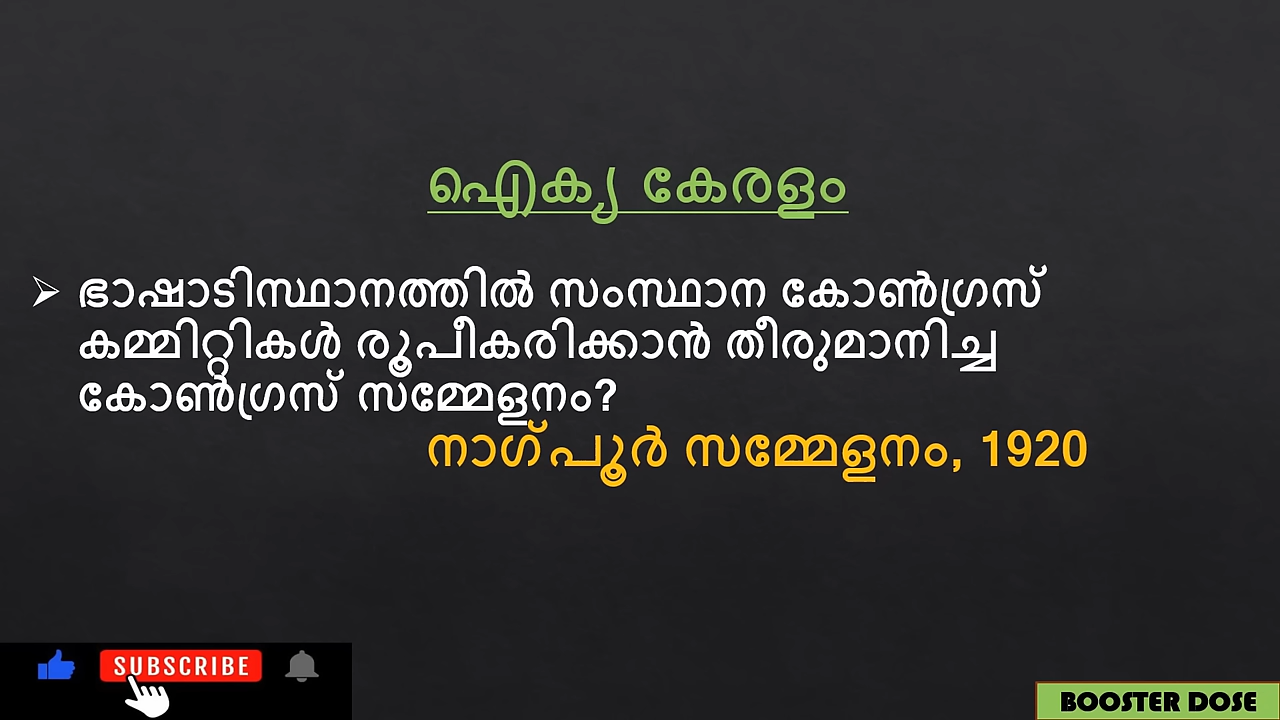 ഐക്യ കേരളം
ഭാഷാടിസ്ഥാനത്തിൽ സംസ്ഥാന കോൺഗ്രസ്
കമ്മിറ്റികൾ രൂപീകരിക്കാൻ തീരുമാനിച്ച
കോൺഗ്രസ് സമ്മേളനം?
നാഗ്പൂർ സമ്മേളനം, 1920
SUBSCRIBE
BOOSTER DOSE